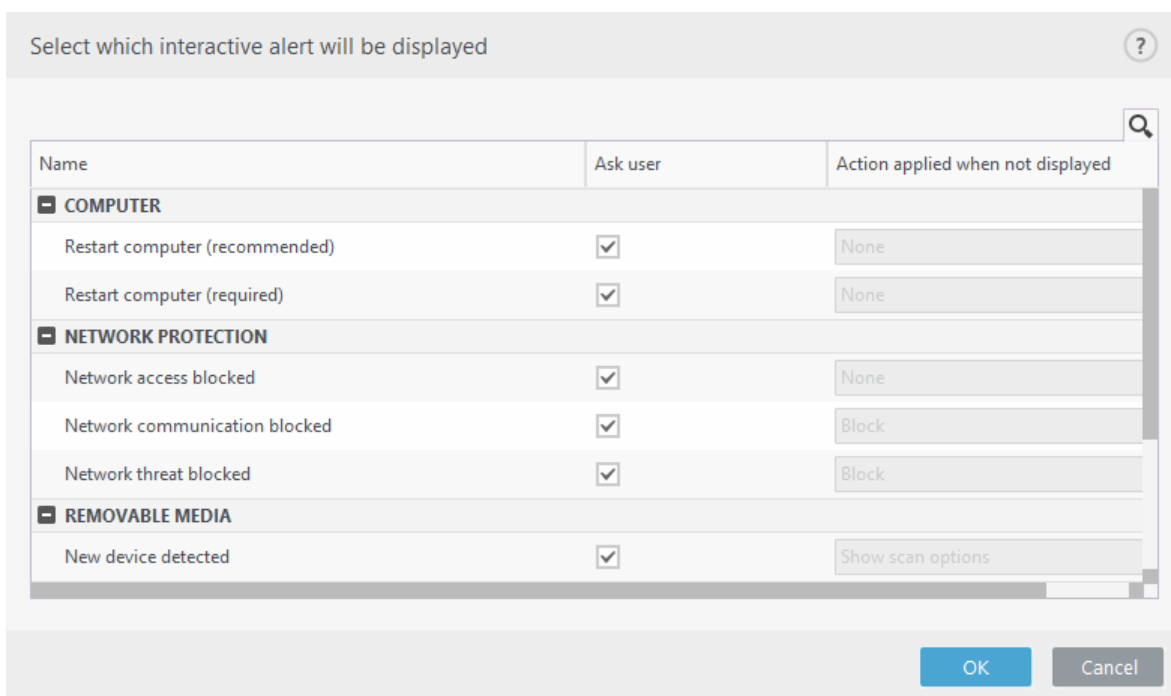 Select which interactive alert will be displayed ?
Name Ask user Action applied when not displayed
COMPUTER
Restart computer (recommended) None
Restart computer (required) None
NETWORK PROTECTION
Network access blocked None
Network communication blocked Block
Network threat blocked Block
REMOVABLE MEDIA
New device detected Show scan options
OK Cancel